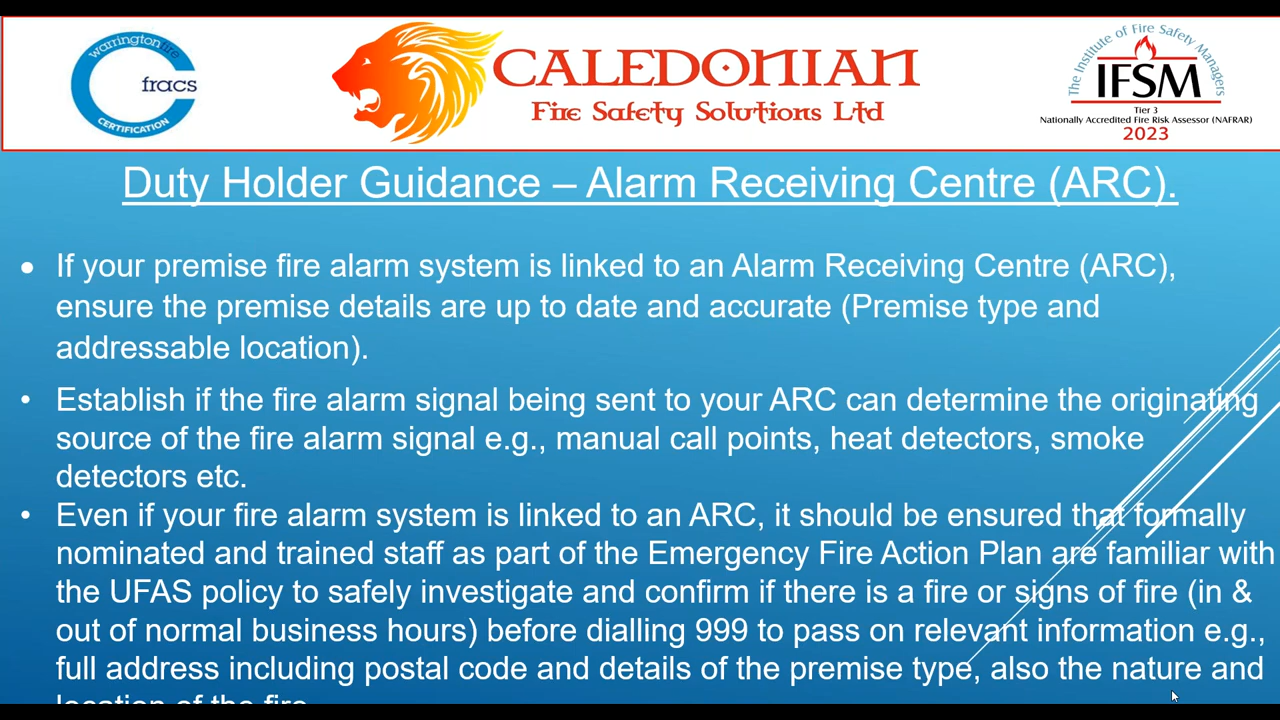 warringtonfire
fracs
CERTIFICATION
CALEDONIAN
Fire Safety Solutions Ltd
The Institute of Fire Safety Managers
IFSM
Tier 3
Nationally Accredited Fire Risk Assessor (NAFRAR)
2023
Duty Holder Guidance – Alarm Receiving Centre (ARC).
• If your premise fire alarm system is linked to an Alarm Receiving Centre (ARC),
ensure the premise details are up to date and accurate (Premise type and
addressable location).
• Establish if the fire alarm signal being sent to your ARC can determine the originating
source of the fire alarm signal e.g., manual call points, heat detectors, smoke
detectors etc.
• Even if your fire alarm system is linked to an ARC, it should be ensured that formally
nominated and trained staff as part of the Emergency Fire Action Plan are familiar with
the UFAS policy to safely investigate and confirm if there is a fire or signs of fire (in &
out of normal business hours) before dialling 999 to pass on relevant information e.g.,
full address including postal code and details of the premise type, also the nature and
location of the fire